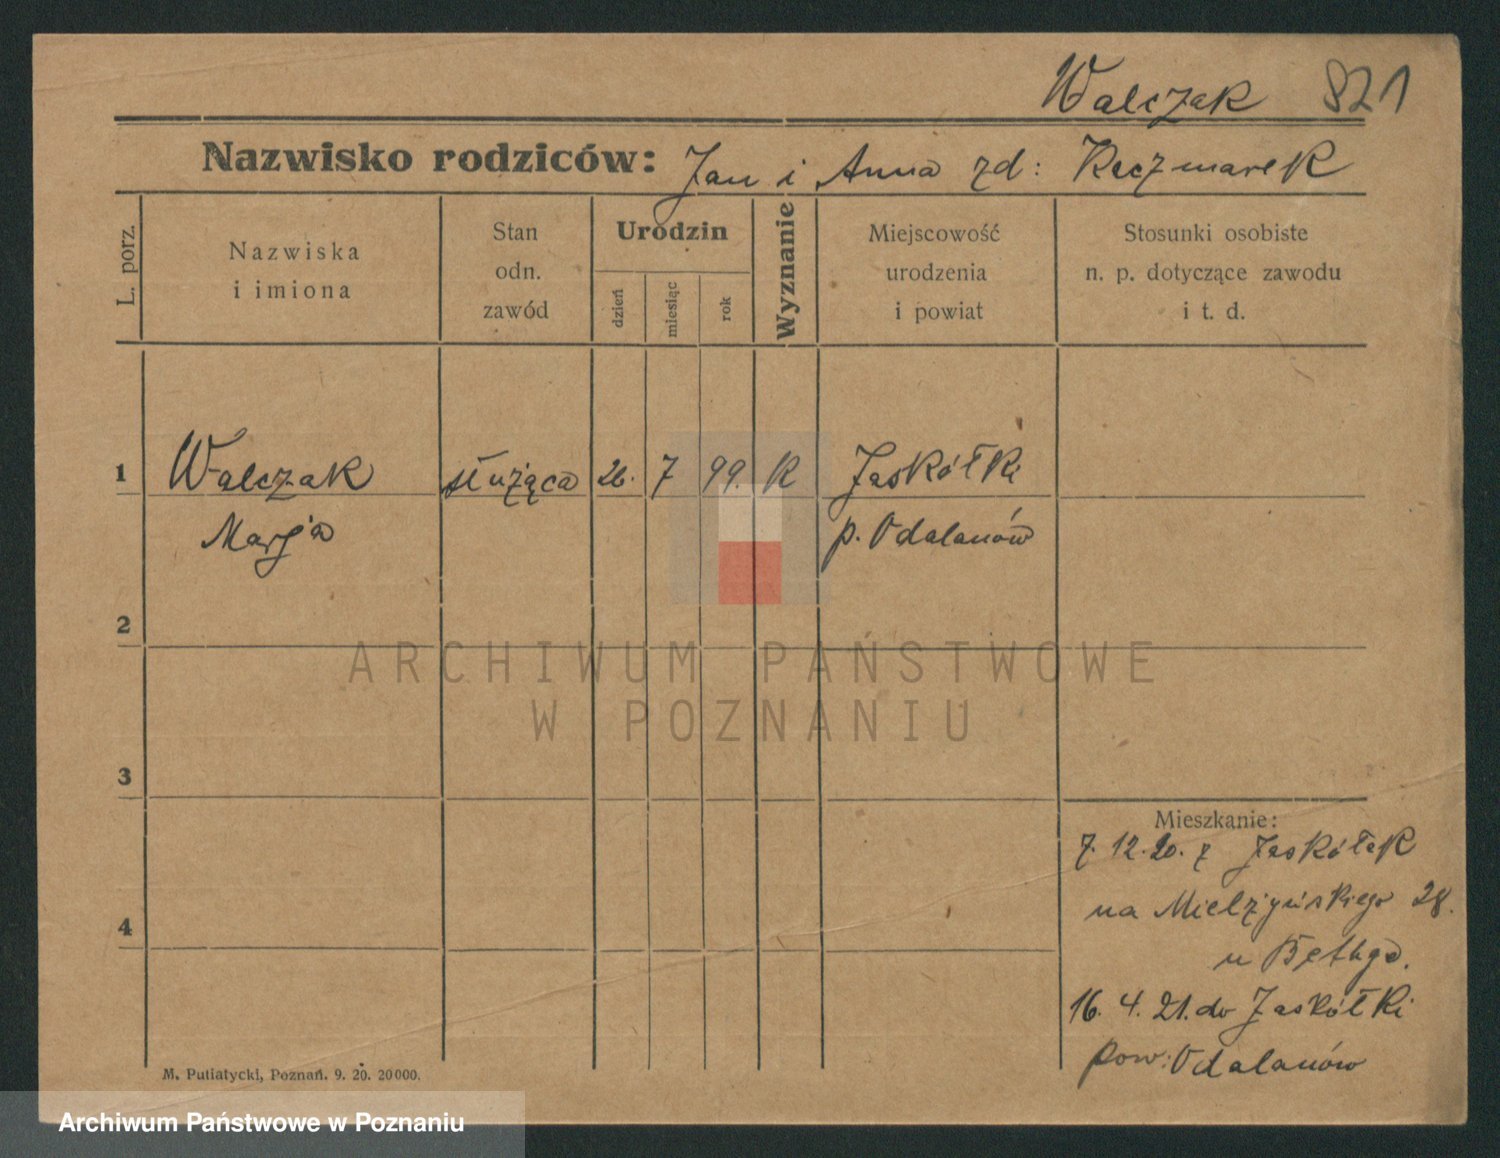 Walczak 821
Nazwisko rodziców: Jan i Anna zd: Kaczmarek
L. porz.
Nazwiska
i imiona
Stan
odn.
zawód
Urodzin
dzień
miesiąc
rok
Wyznanie
Miejscowość
urodzenia
i powiat
Stosunki osobiste
n. p. dotyczące zawodu
i t. d.
1 Walczak służąca 26. 7 99. K Jaskółki
Marja p. Odalanów
2
ARCHIWUM PAŃSTWOWE
W POZNANIU
3
Mieszkanie:
7. 12. 20. z Jaskółek
na Mielżyńskiego 28.
4
u
16. 4. 21. do Jaskółki
pow: Odalanów
M. Putiatycki, Poznań. 9. 20. 20000.
Archiwum Państwowe w Poznaniu